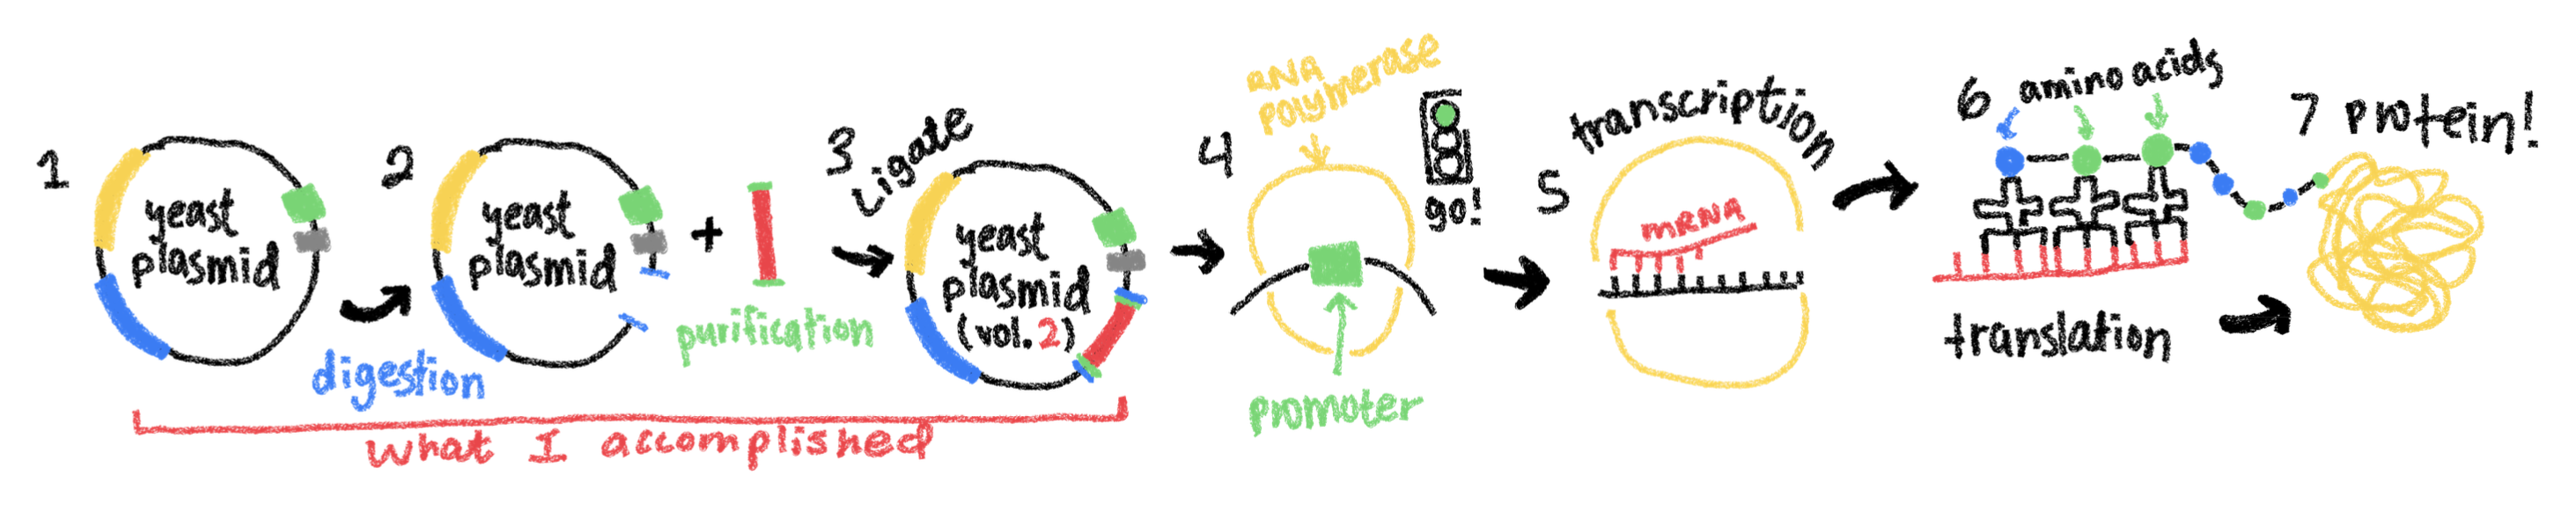 1
yeast
plasmid
digestion
2
yeast
plasmid
+
purification
3
Ligate
yeast
plasmid
(vol.2)
what I accomplished
4
RNA
polymerase
promoter
go!
5
transcription
mRNA
6
amino acids
translation
7 protein!